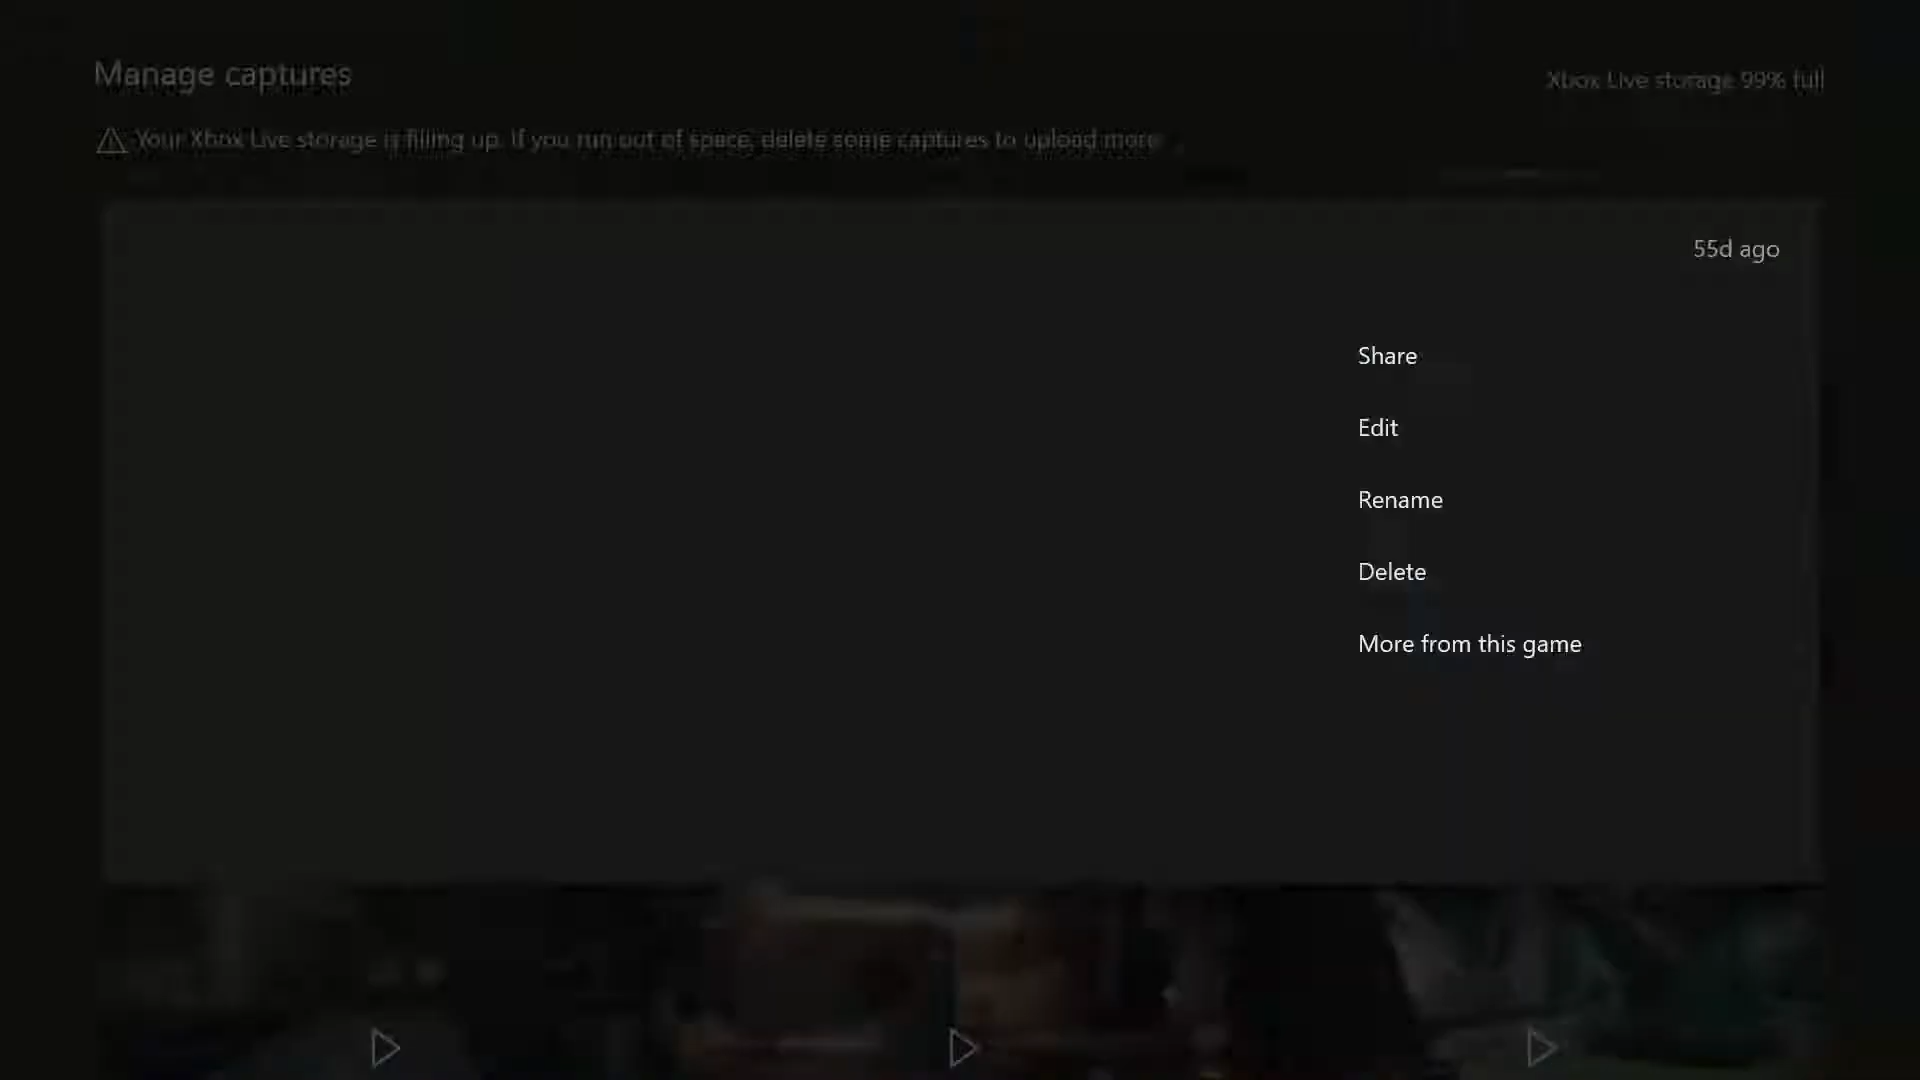 Manage captures
Xbox Live storage 99% full
Your Xbox Live storage is filling up. If you run out of space, delete some captures to upload more.
55d ago
Share
Edit
Rename
Delete
More from this game